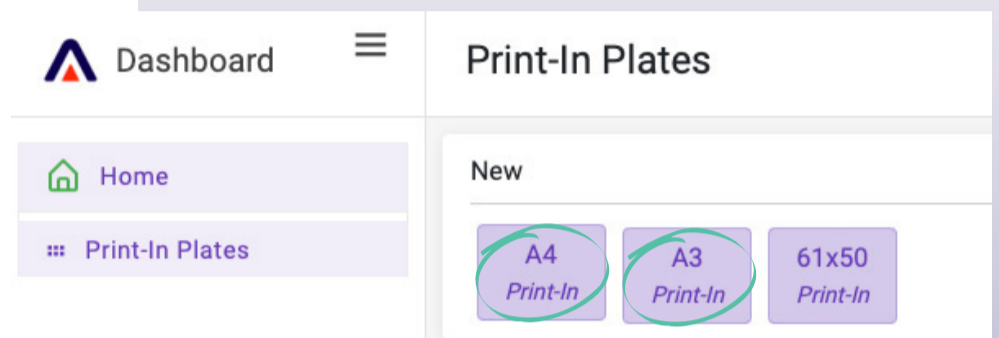 Dashboard
Print-In Plates
Home
Print-In Plates
New
A4
Print-In
A3
Print-In
61x50
Print-In